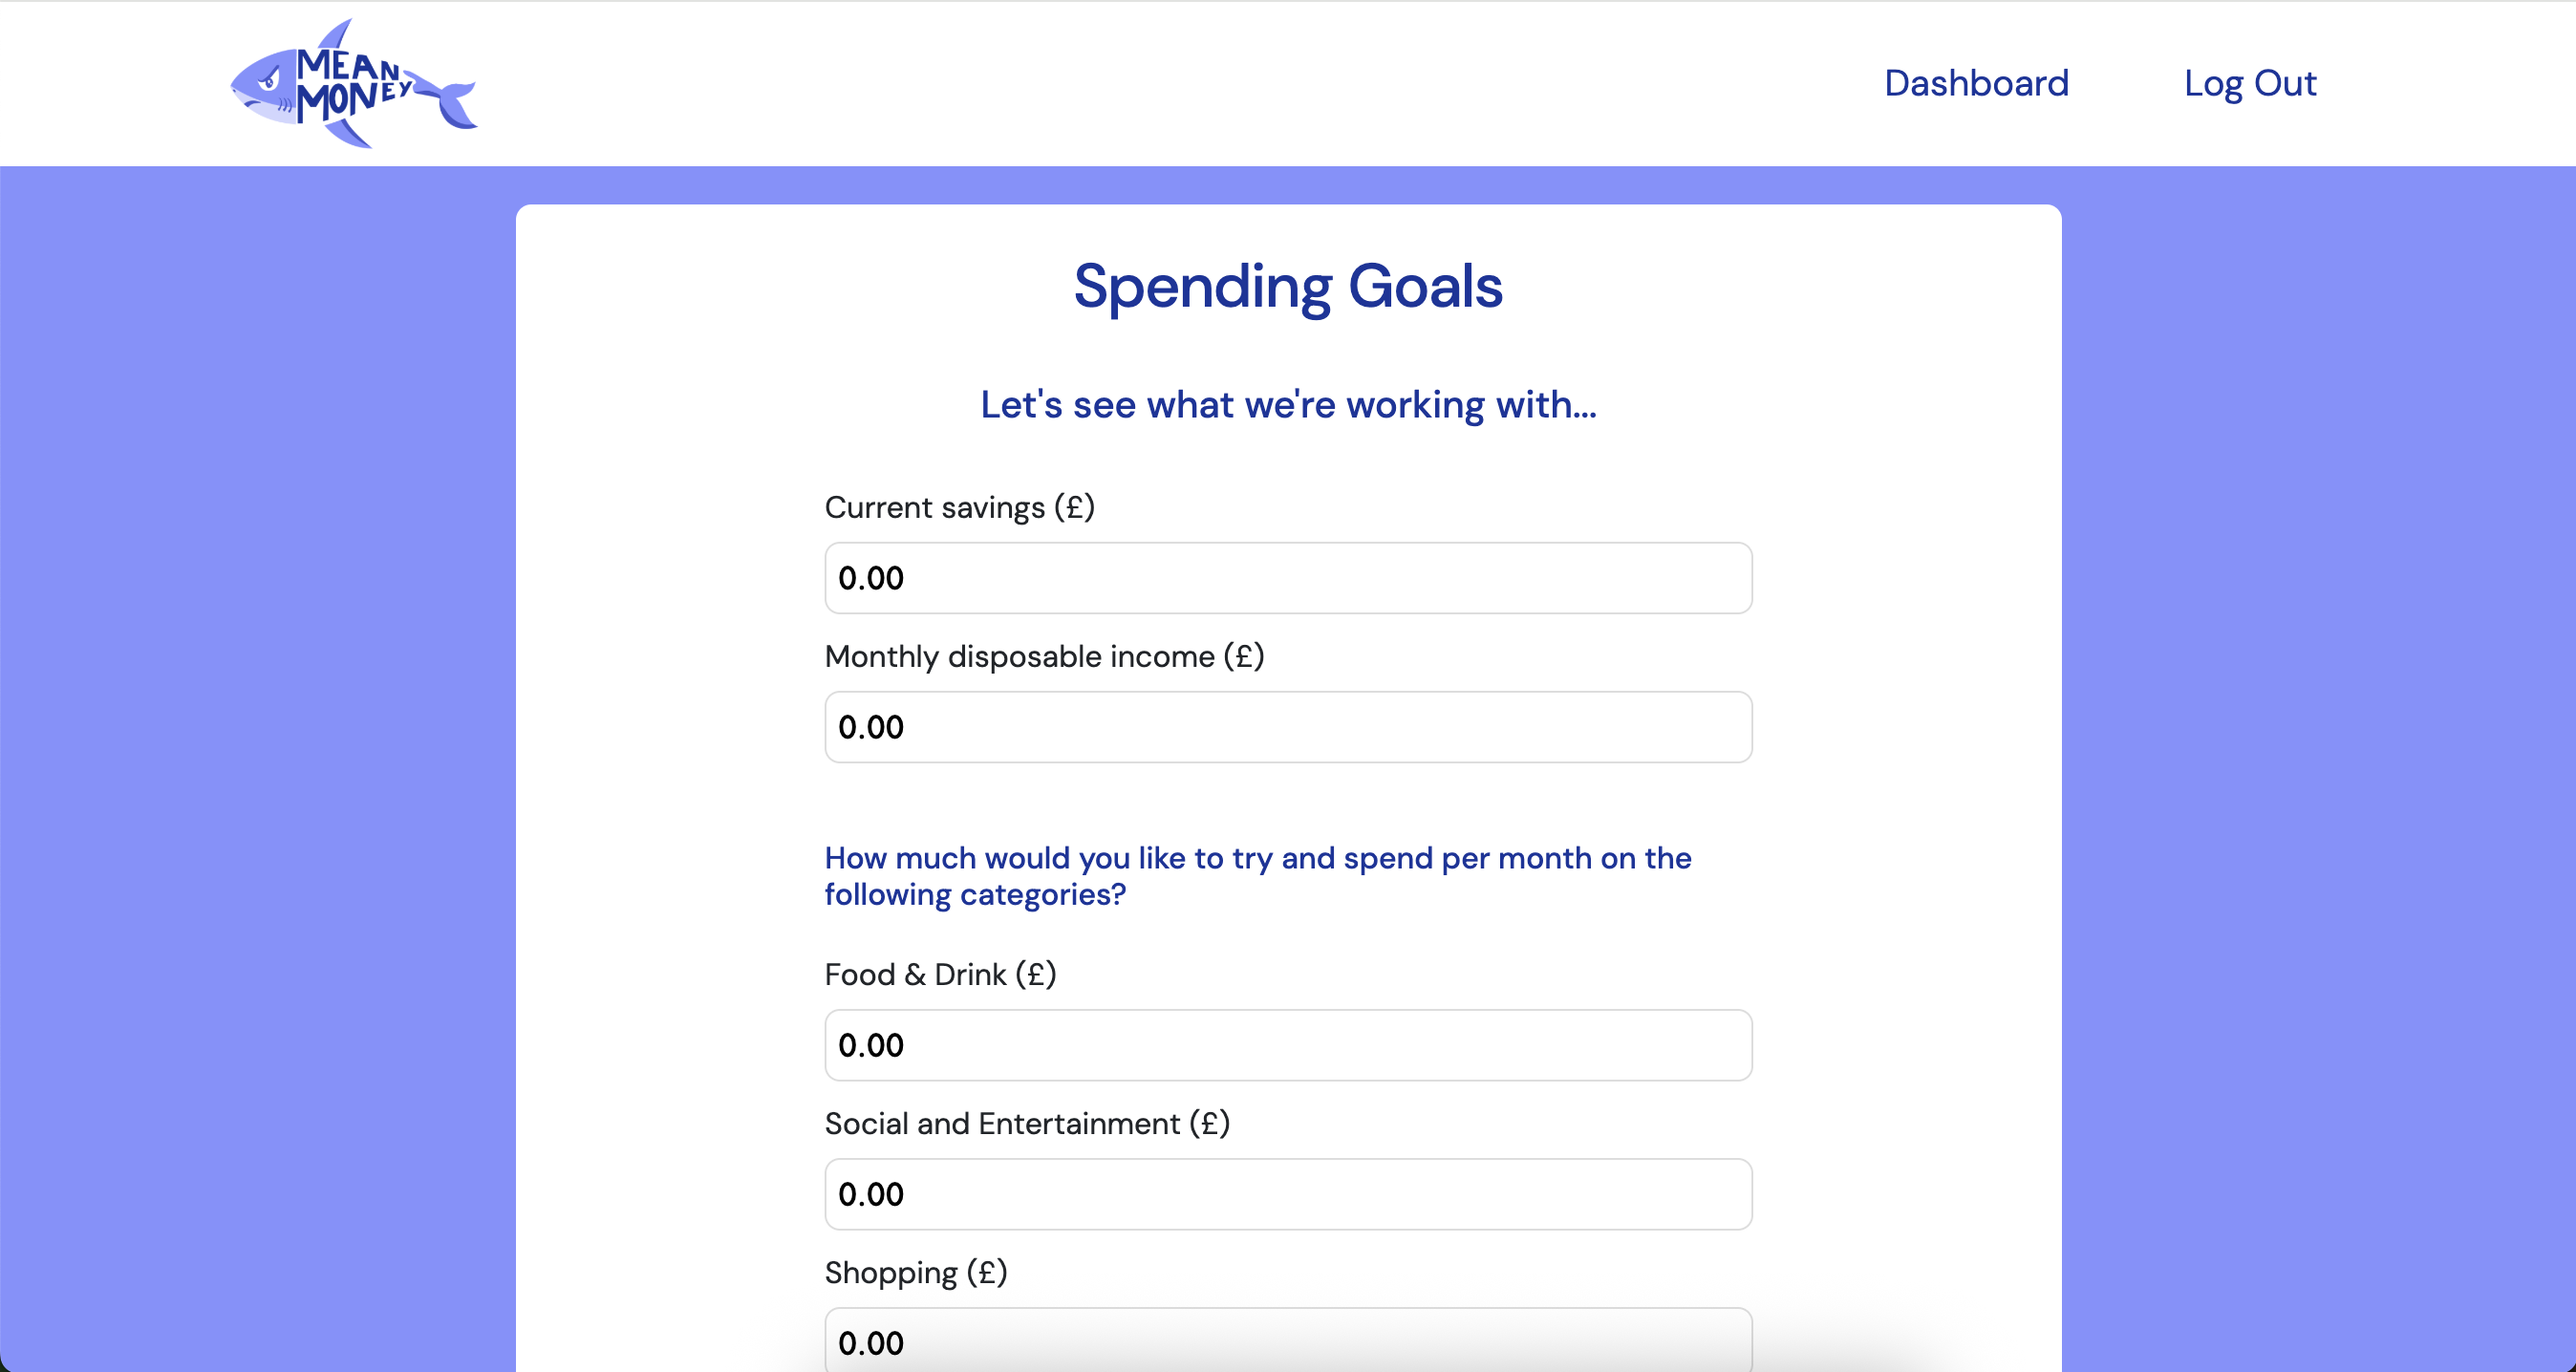 MEAN
MONEY
Dashboard
Log Out
Spending Goals
Let's see what we're working with...
Current savings (£)
0.00
Monthly disposable income (£)
0.00
How much would you like to try and spend per month on the
following categories?
Food & Drink (£)
0.00
Social and Entertainment (£)
0.00
Shopping (£)
0.00